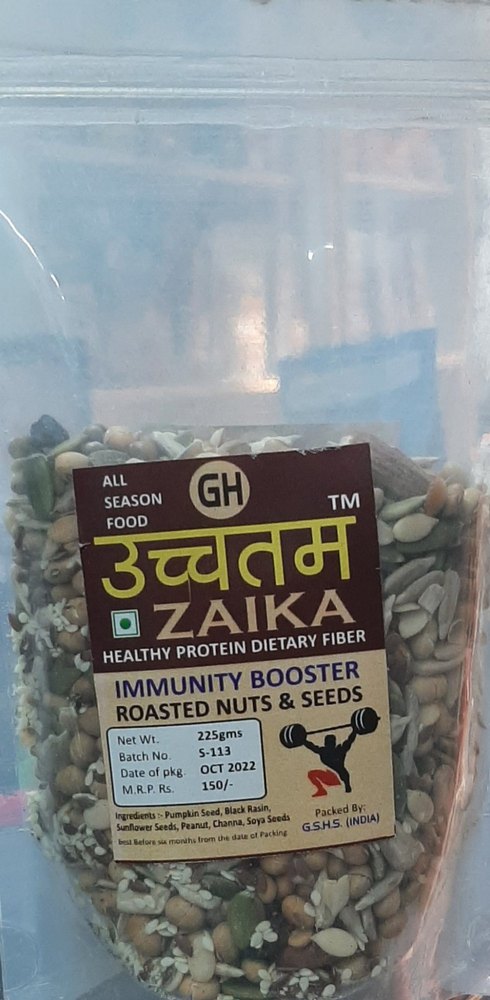 ALL
SEASON
FOOD
GH
TM
उच्चतम
ZAIKA
HEALTHY PROTEIN DIETARY FIBER
IMMUNITY BOOSTER
ROASTED NUTS & SEEDS
Net Wt. 225gms
Batch No. S-113
Date of pkg. OCT 2022
M.R.P. Rs. 150/-
Ingredients :- Pumpkin Seed, Black Rasin,
Sunflower Seeds, Peanut, Channa, Soya Seeds
Best Before six months from the date of Packing
Packed By:
G.S.H.S. (INDIA)